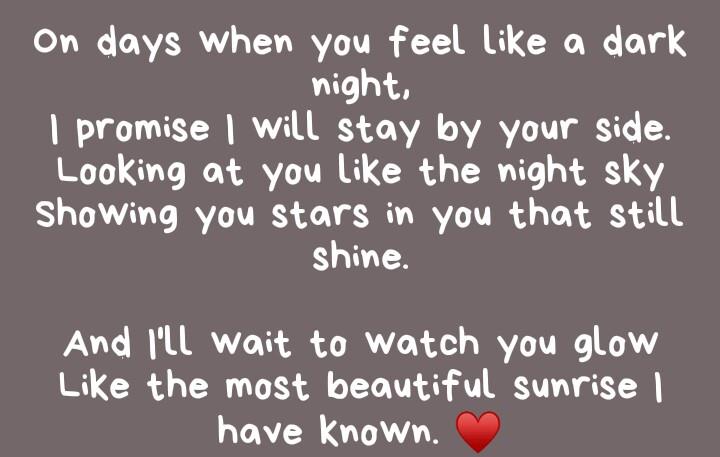 On days when you feel like a dark
night,
I promise I will stay by your side.
Looking at you like the night sky
Showing you stars in you that still
shine.

And I'll wait to watch you glow
Like the most beautiful sunrise I
have known. ♥️